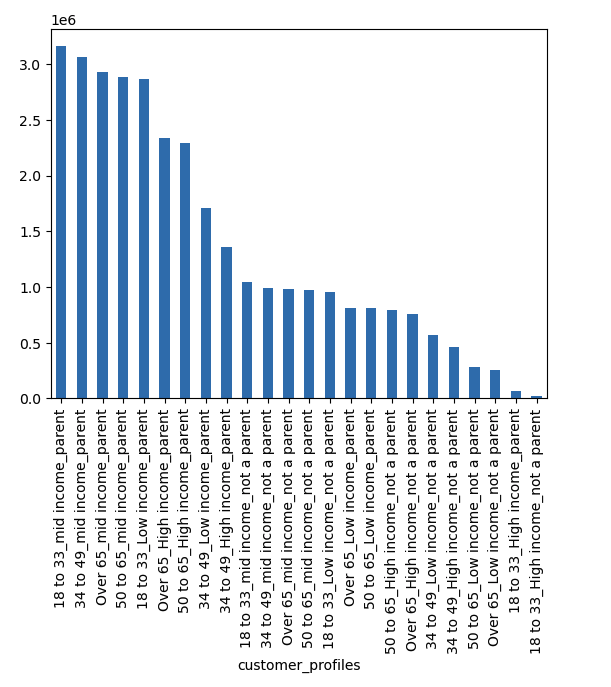 1e6
3.0
2.5
2.0
1.5
1.0
0.5
0.0
18 to 33_mid income_parent
34 to 49_mid income_parent
Over 65_mid income_parent
50 to 65_mid income_parent
18 to 33_Low income_parent
Over 65_High income_parent
50 to 65_High income_parent
34 to 49_Low income_parent
34 to 49_High income_parent
18 to 33_mid income_not a parent
34 to 49_mid income_not a parent
Over 65_mid income_not a parent
50 to 65_mid income_not a parent
18 to 33_Low income_not a parent
Over 65_Low income_parent
50 to 65_Low income_parent
50 to 65_High income_not a parent
Over 65_High income_not a parent
34 to 49_Low income_not a parent
34 to 49_High income_not a parent
50 to 65_Low income_not a parent
Over 65_Low income_not a parent
18 to 33_High income_parent
18 to 33_High income_not a parent
customer_profiles